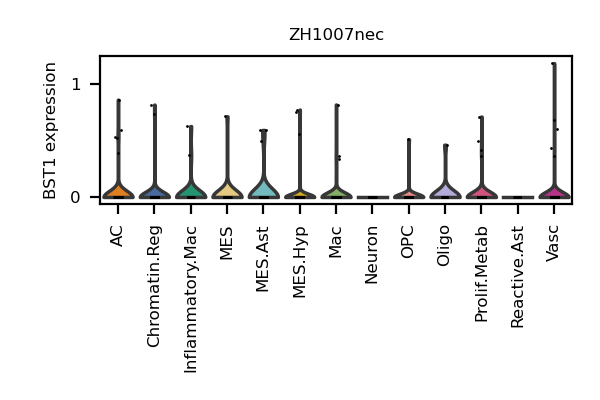 ZH1007nec
BST1 expression
1
0
AC
Chromatin.Reg
Inflammatory.Mac
MES
MES.Ast
MES.Hyp
Mac
Neuron
OPC
Oligo
Prolif.Metab
Reactive.Ast
Vasc